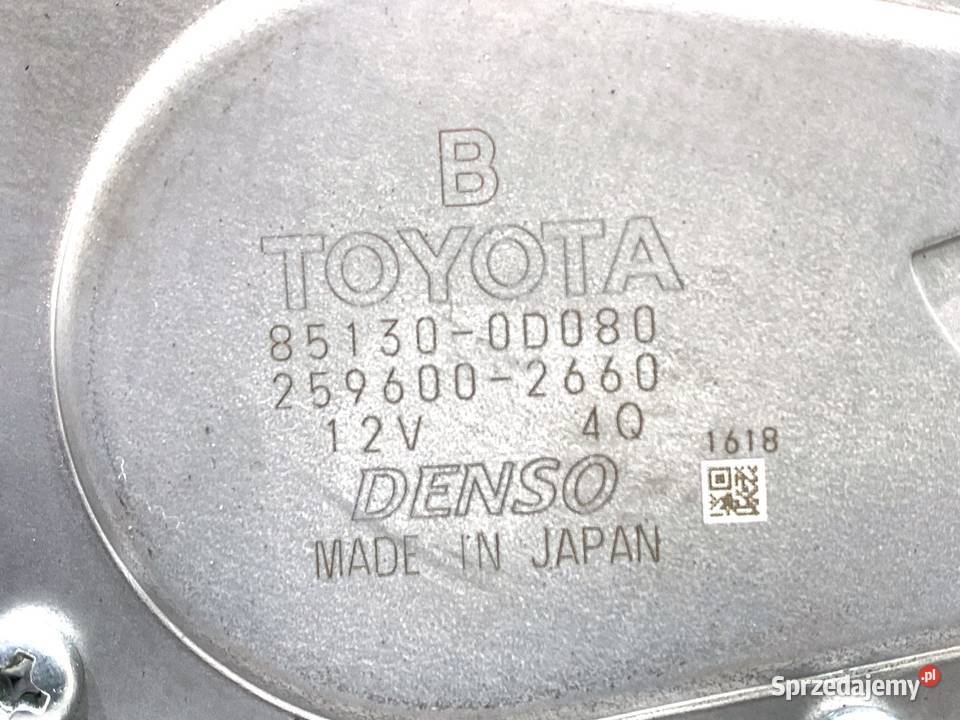 B
TOYOTA
85130-0D080
259600-2660
12V 4Q 1618
DENSO
MADE IN JAPAN
Sprzedajemy.pl